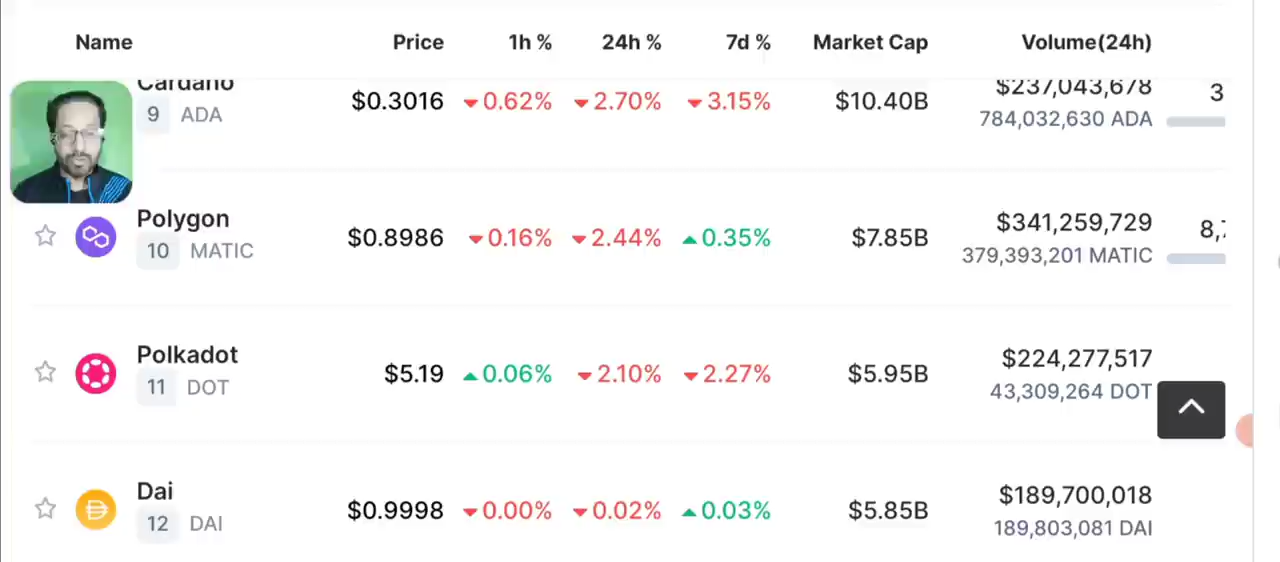 Name Price 1h % 24h % 7d % Market Cap Volume(24h)
Cardano $0.3016 0.62% 2.70% 3.15% $10.40B $237,043,678
9 ADA 784,032,630 ADA
Polygon $0.8986 0.16% 2.44% 0.35% $7.85B $341,259,729
10 MATIC 379,393,201 MATIC
Polkadot $5.19 0.06% 2.10% 2.27% $5.95B $224,277,517
11 DOT 43,309,264 DOT
Dai $0.9998 0.00% 0.02% 0.03% $5.85B $189,700,018
12 DAI 189,803,081 DAI